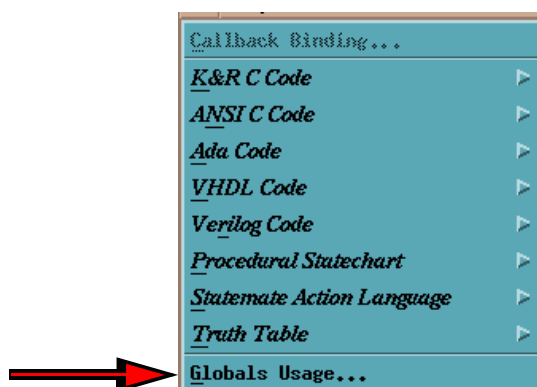 Callback Binding...
K&R C Code
ANSI C Code
Ada Code
VHDL Code
Verilog Code
Procedural Statechart
Statemate Action Language
Truth Table
Globals Usage...